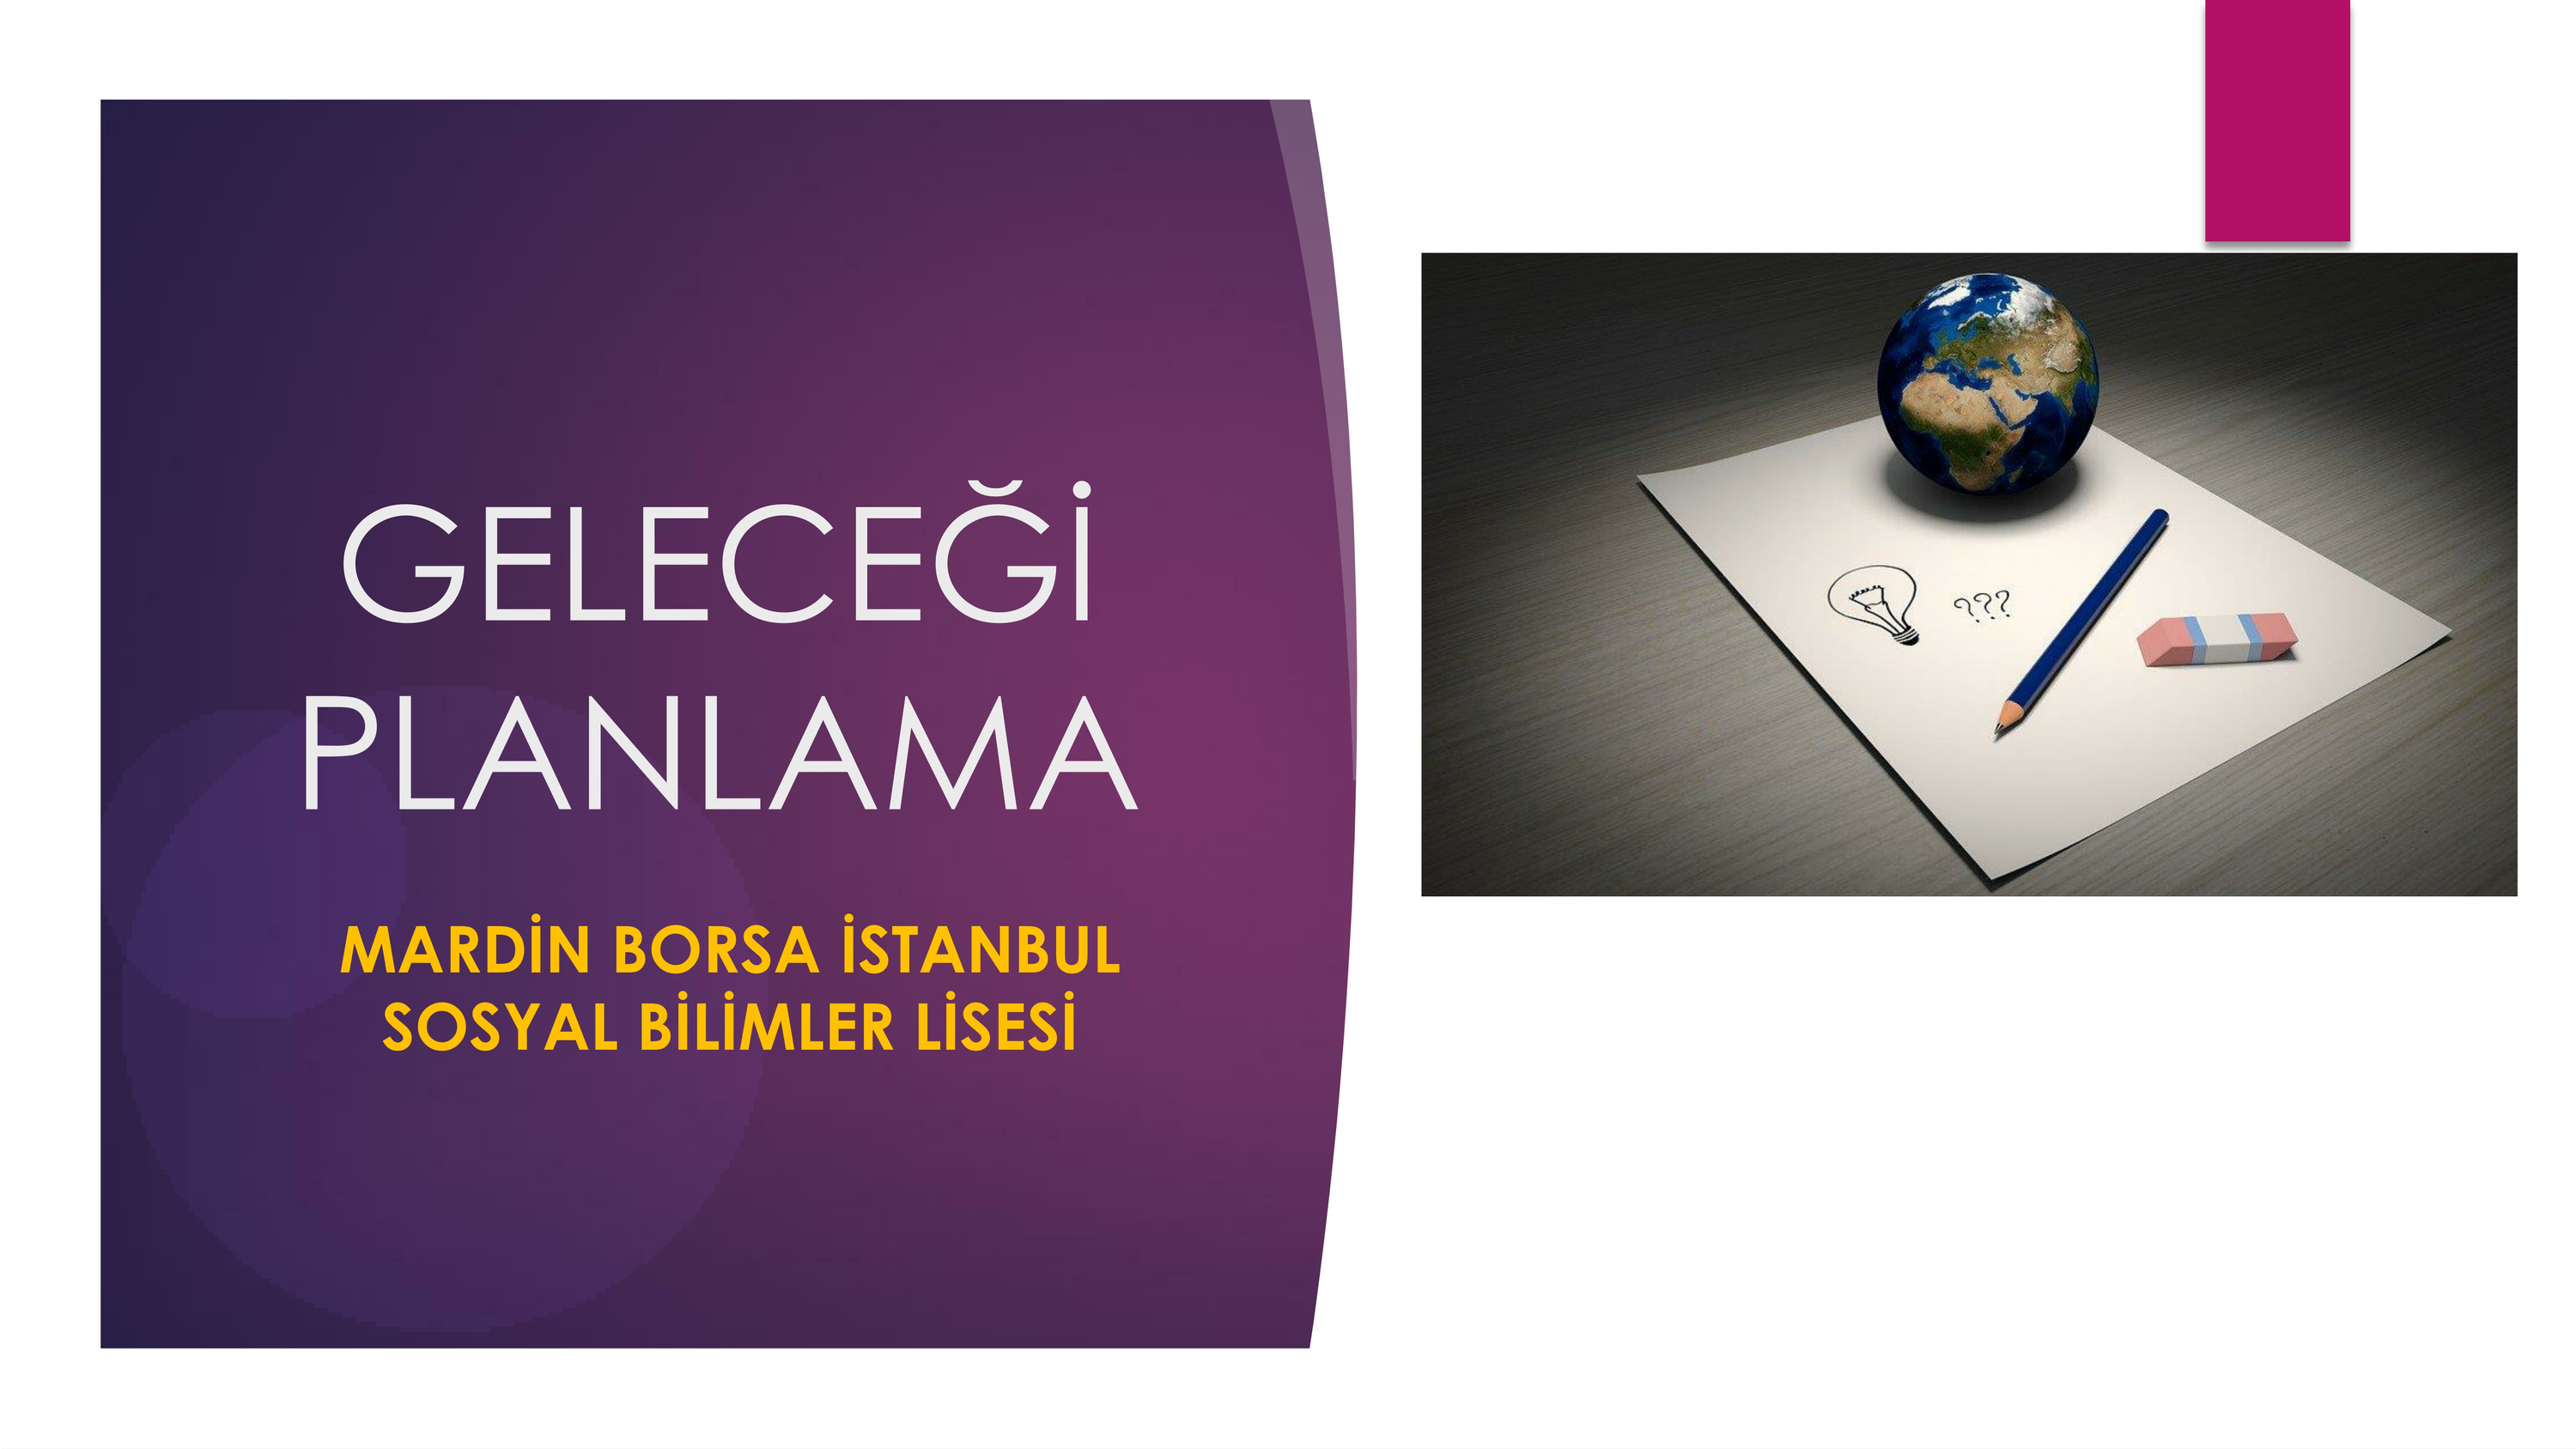 GELECEĞİ
PLANLAMA
MARDİN BORSA İSTANBUL
SOSYAL BİLİMLER LİSESİ
???